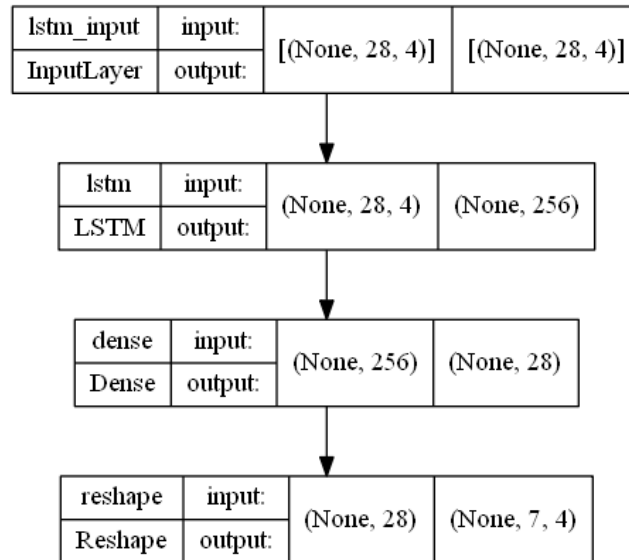 lstm_input input: [(None, 28, 4)] [(None, 28, 4)]
InputLayer output:
lstm input: (None, 28, 4) (None, 256)
LSTM output:
dense input: (None, 256) (None, 28)
Dense output:
reshape input: (None, 28) (None, 7, 4)
Reshape output: